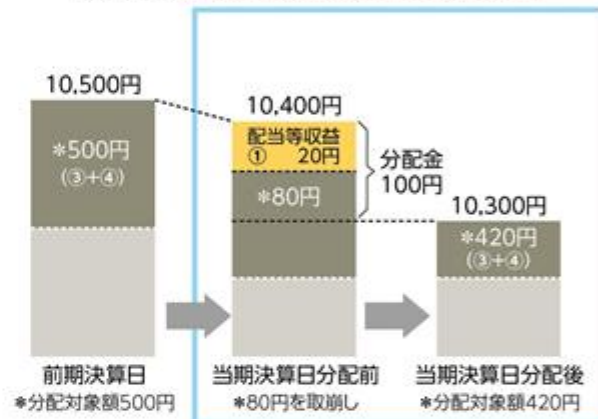 10,500円
*500円
(③+④)
前期決算日
*分配対象額500円
10,400円
配当等収益
① 20円
*80円
分配金
100円
当期決算日分配前
*80円を取崩し
10,300円
*420円
(③+④)
当期決算日分配後
*分配対象額420円